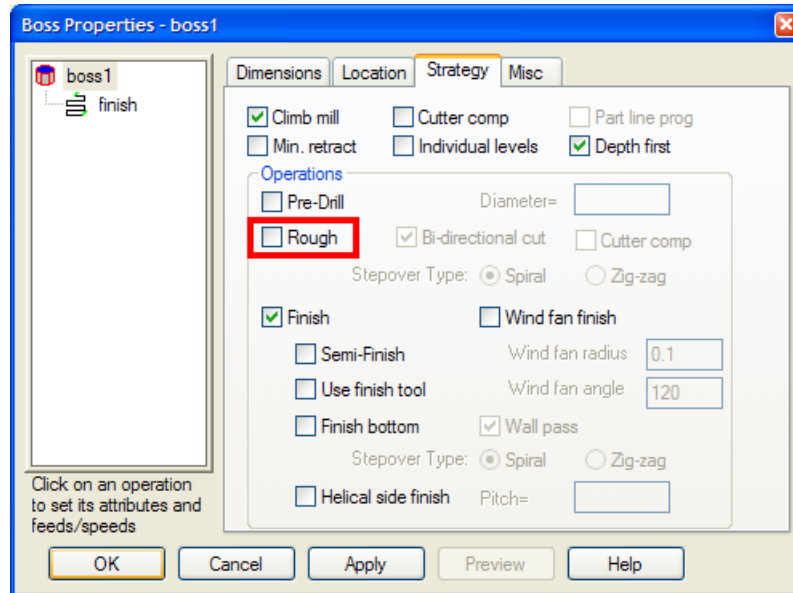 Boss Properties - boss1
boss1
finish
Click on an operation
to set its attributes and
feeds/speeds
Dimensions Location Strategy Misc
Climb mill Cutter comp Part line prog
Min. retract Individual levels Depth first
Operations
Pre-Drill Diameter=
Rough Bi-directional cut Cutter comp
Stepover Type: Spiral Zig-zag
Finish Wind fan finish
Semi-Finish Wind fan radius 0.1
Use finish tool Wind fan angle 120
Finish bottom Wall pass
Stepover Type: Spiral Zig-zag
Helical side finish Pitch=
OK Cancel Apply Preview Help